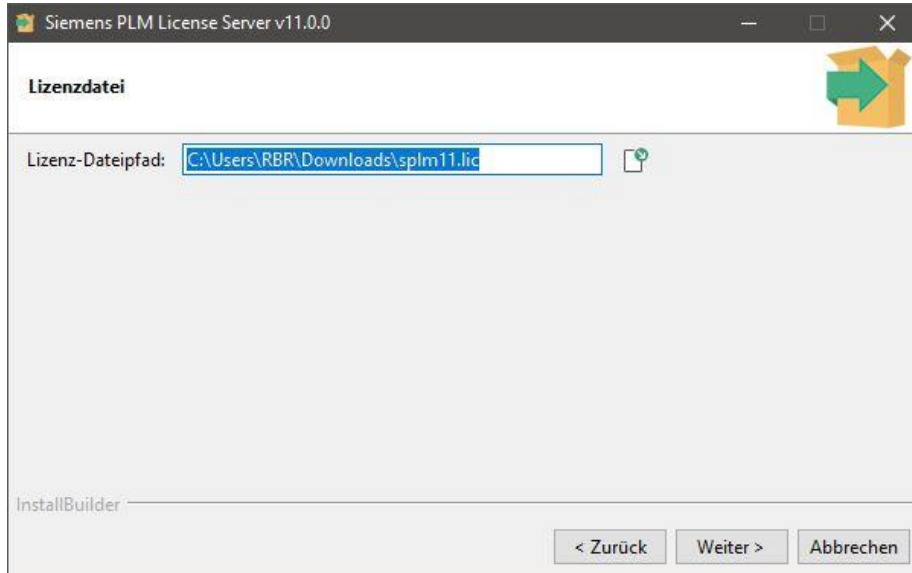 Siemens PLM License Server v11.0.0
Lizenzdatei
Lizenz-Dateipfad: C:\Users\RBR\Downloads\splm11.lic
InstallBuilder
< Zurück Weiter > Abbrechen